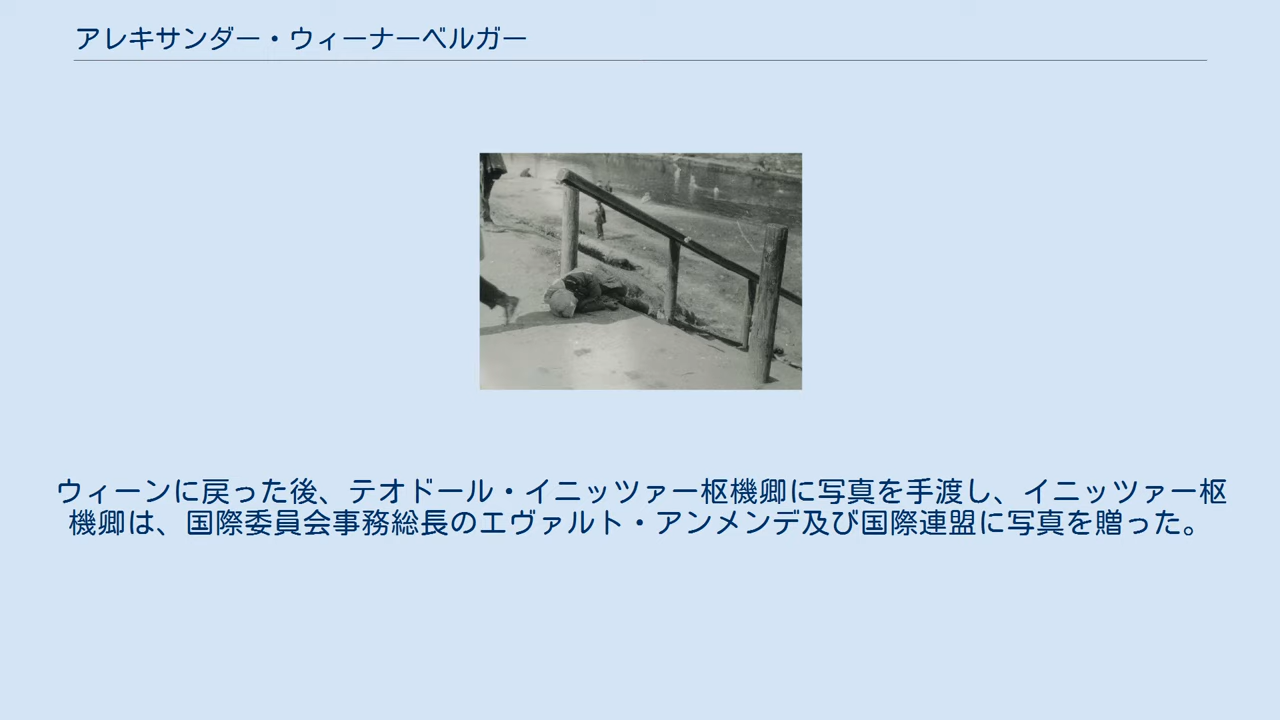 アレキサンダー・ウィーナーベルガー
ウィーンに戻った後、テオドール・イニッツァー枢機卿に写真を手渡し、イニッツァー枢
機卿は、国際委員会事務総長のエヴァルト・アンメンデ及び国際連盟に写真を贈った。